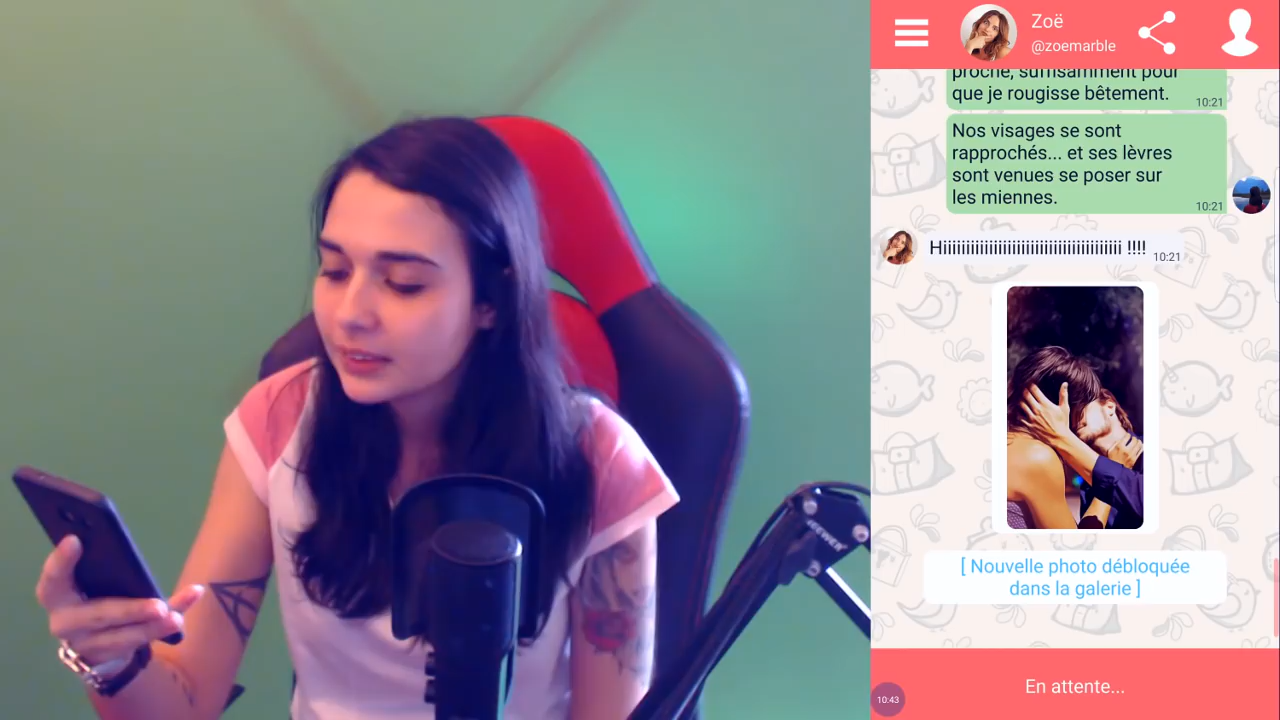 Zoë
@zoemarble
proche, suffisamment pour
que je rougisse bêtement.
10:21
Nos visages se sont
rapprochés... et ses lèvres
sont venues se poser sur
les miennes.
10:21
Hiiiiiiiiiiiiiiiiiiiiiiiiiiiiiiiiiiiiii !!!!
10:21
[ Nouvelle photo débloquée
dans la galerie ]
En attente...
10:43